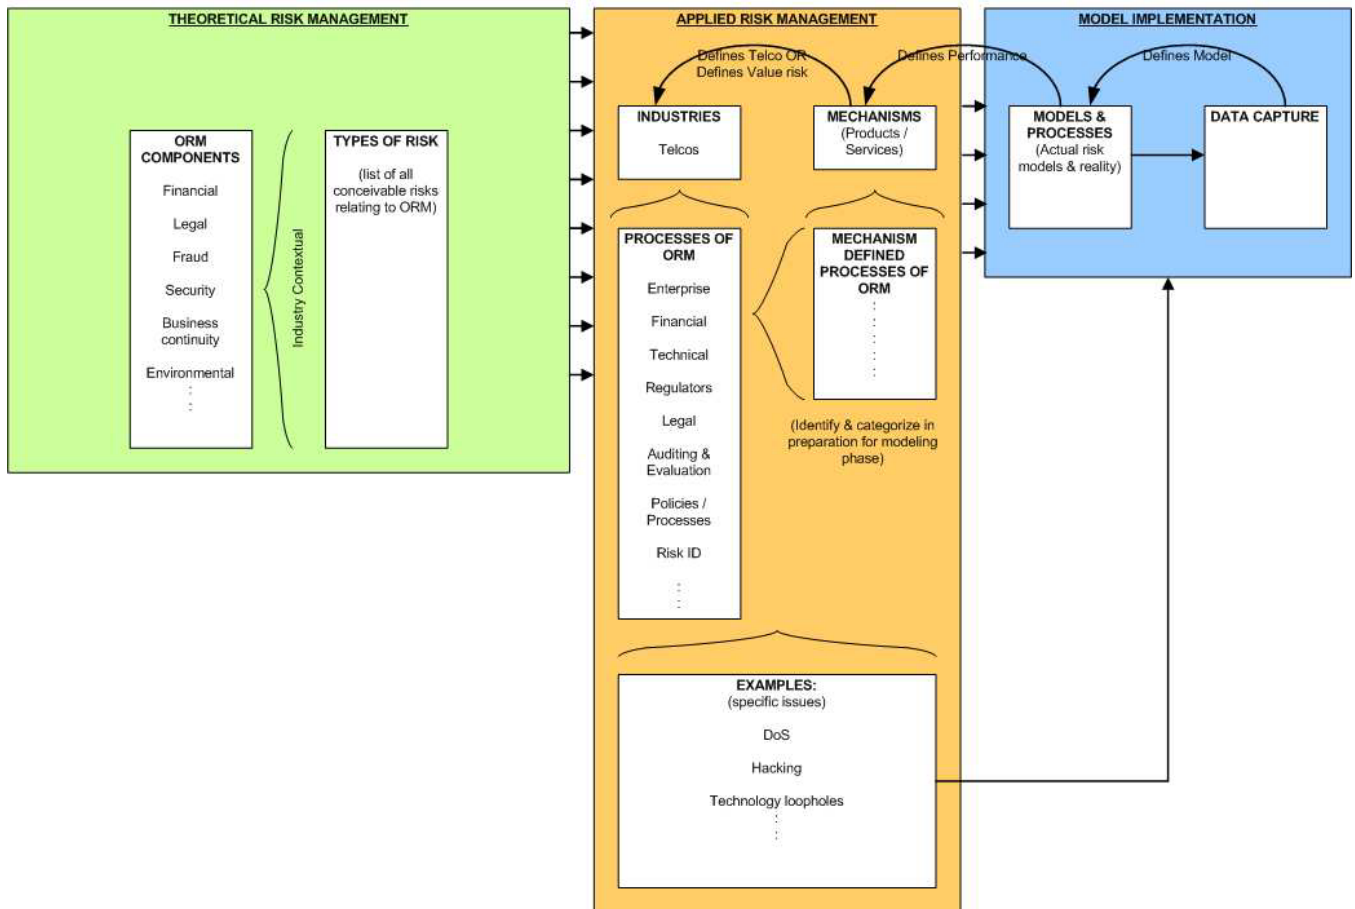 THEORETICAL RISK MANAGEMENT
ORM
COMPONENTS
Financial
Legal
Fraud
Security
Business
continuity
Environmental
:
:
Industry Contextual
TYPES OF RISK
(list of all
conceivable risks
relating to ORM)
APPLIED RISK MANAGEMENT
Defines Telco OR
Defines Value risk
INDUSTRIES
Telcos
MECHANISMS
(Products /
Services)
PROCESSES OF
ORM
Enterprise
Financial
Technical
Regulators
Legal
Auditing &
Evaluation
Policies /
Processes
Risk ID
:
:
MECHANISM
DEFINED
PROCESSES OF
ORM
:
:
:
:
(Identify & categorize in
preparation for modeling
phase)
EXAMPLES:
(specific issues)
DoS
Hacking
Technology loopholes
:
:
MODEL IMPLEMENTATION
Defines Performance
Defines Model
MODELS &
PROCESSES
(Actual risk
models & reality)
DATA CAPTURE